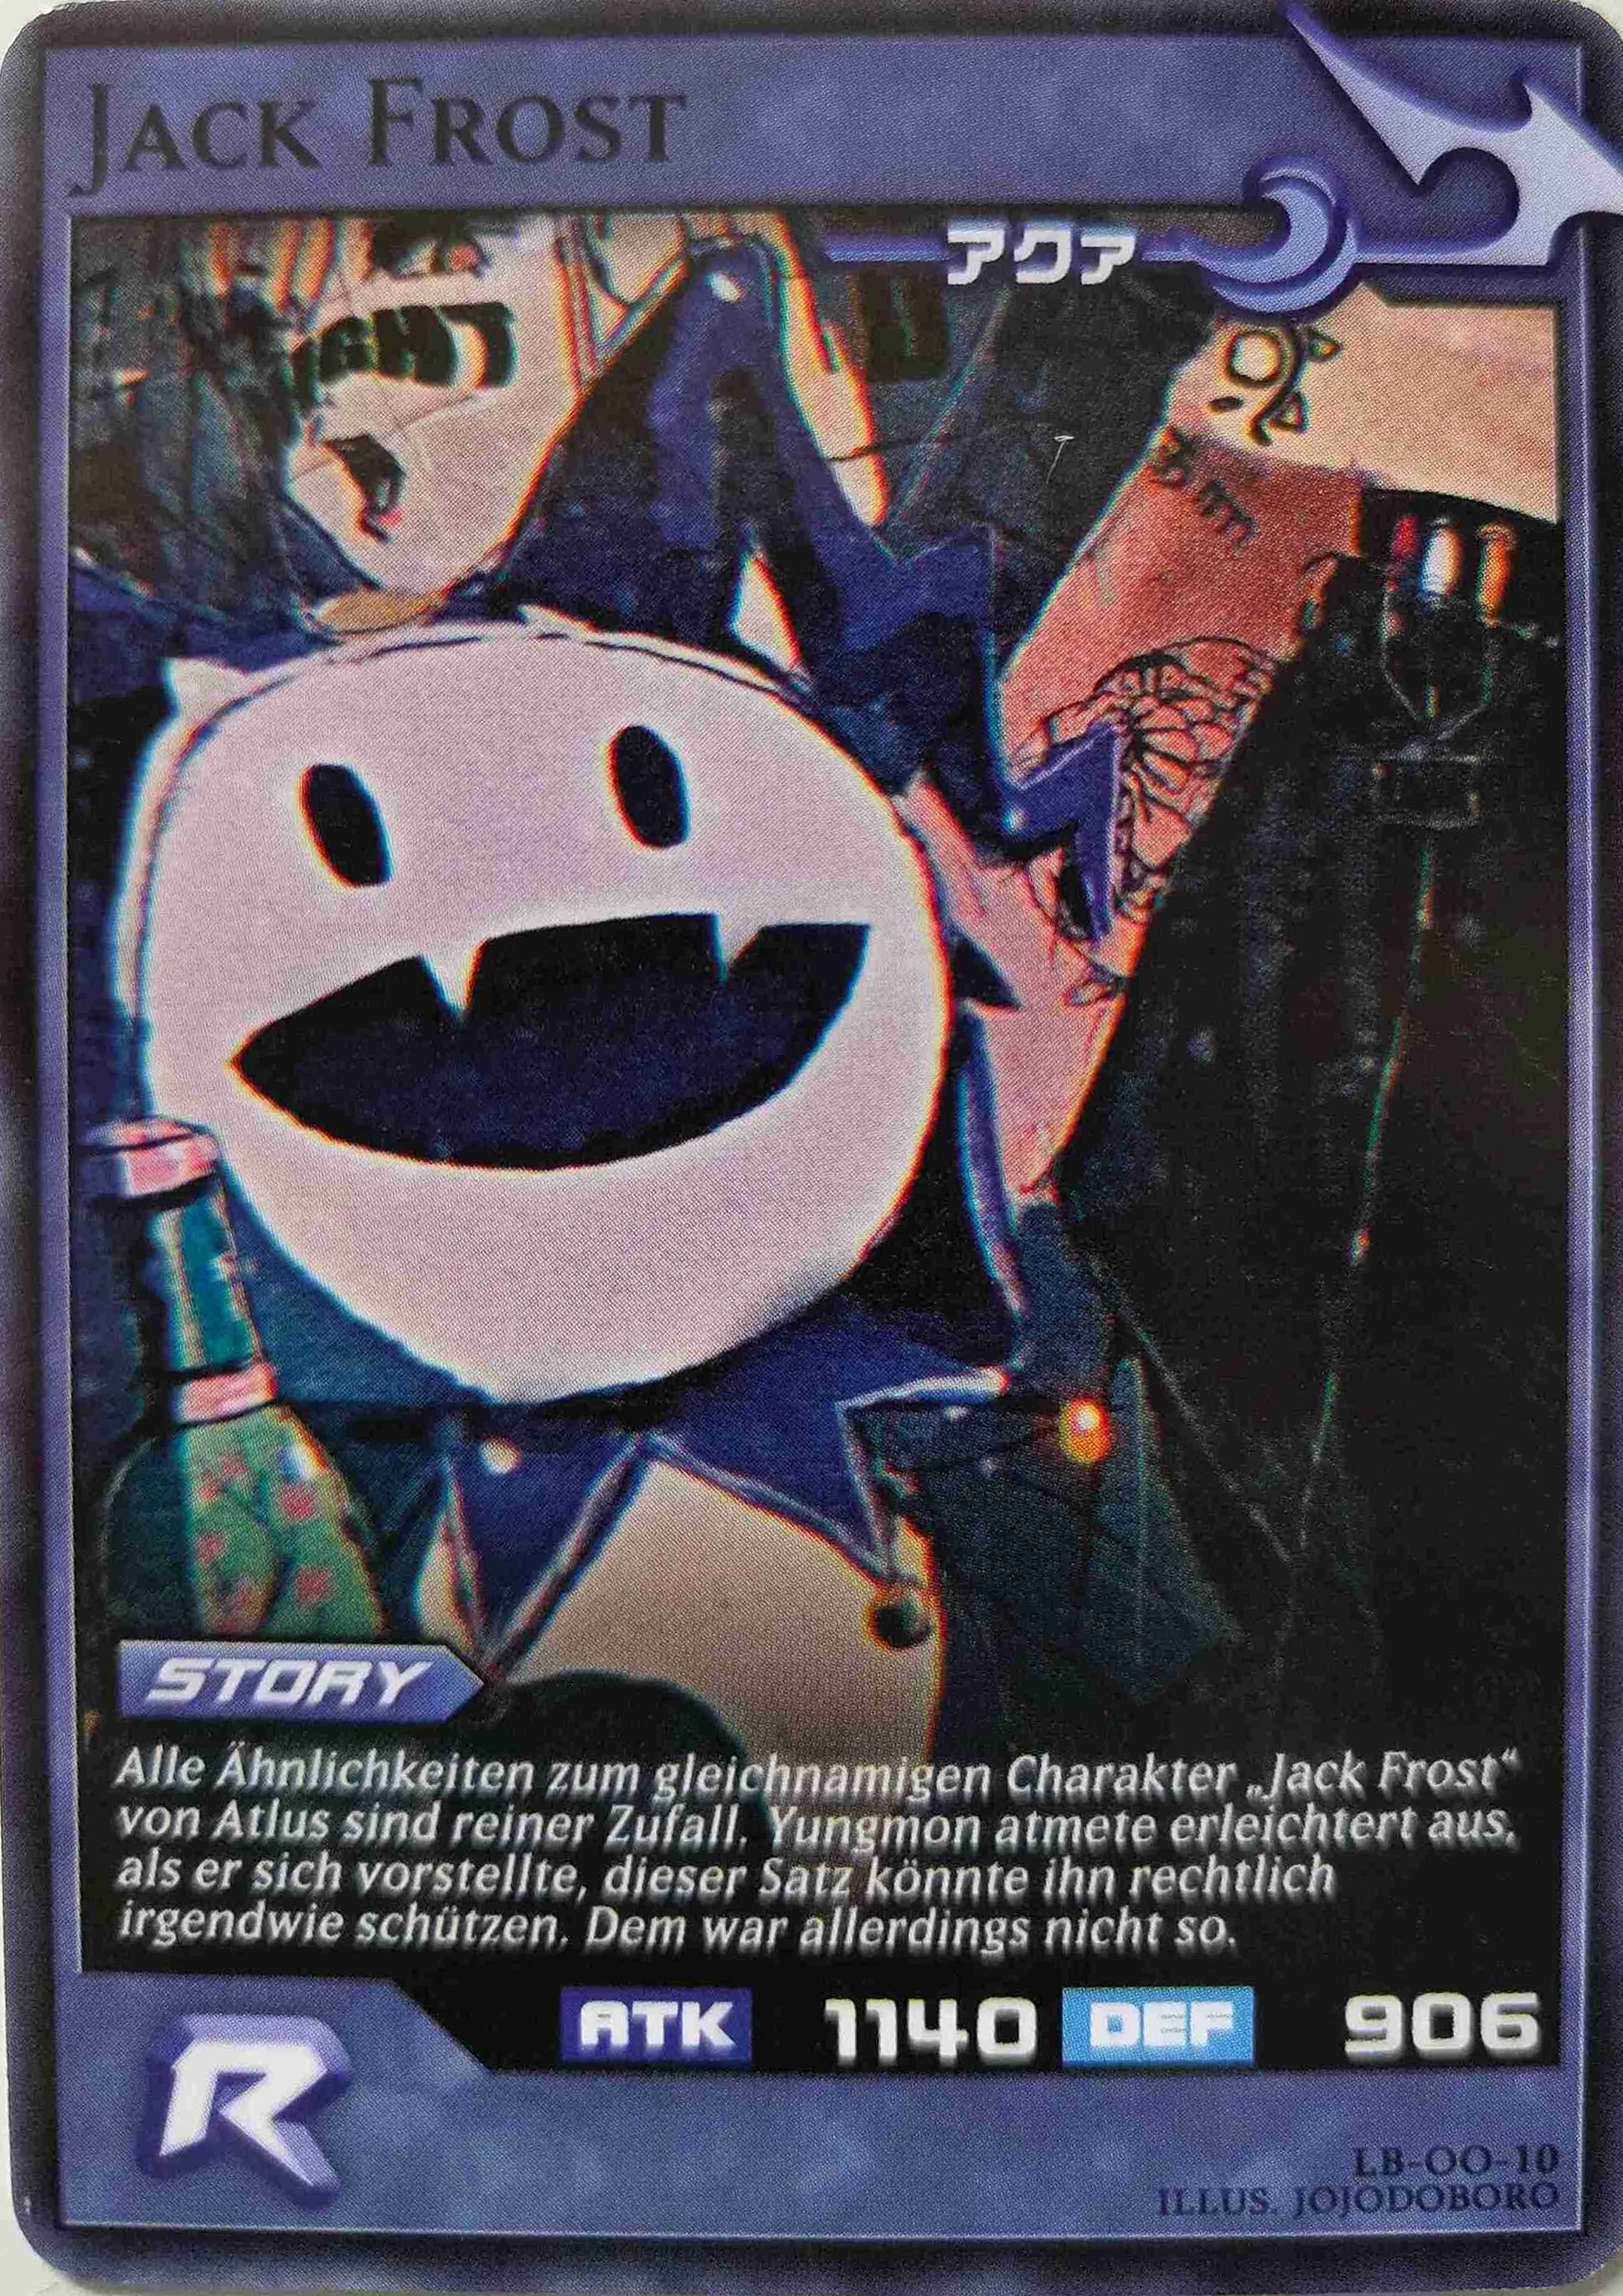 JACK FROST
アクア
IGHT
STORY
Alle Ähnlichkeiten zum gleichnamigen Charakter „Jack Frost“
von Atlus sind reiner Zufall. Yungmon atmete erleichtert aus,
als er sich vorstellte, dieser Satz könnte ihn rechtlich
irgendwie schützen. Dem war allerdings nicht so.
R
ATK 1140 DEF 906
LB-OO-10
ILLUS. JOJODOBORO